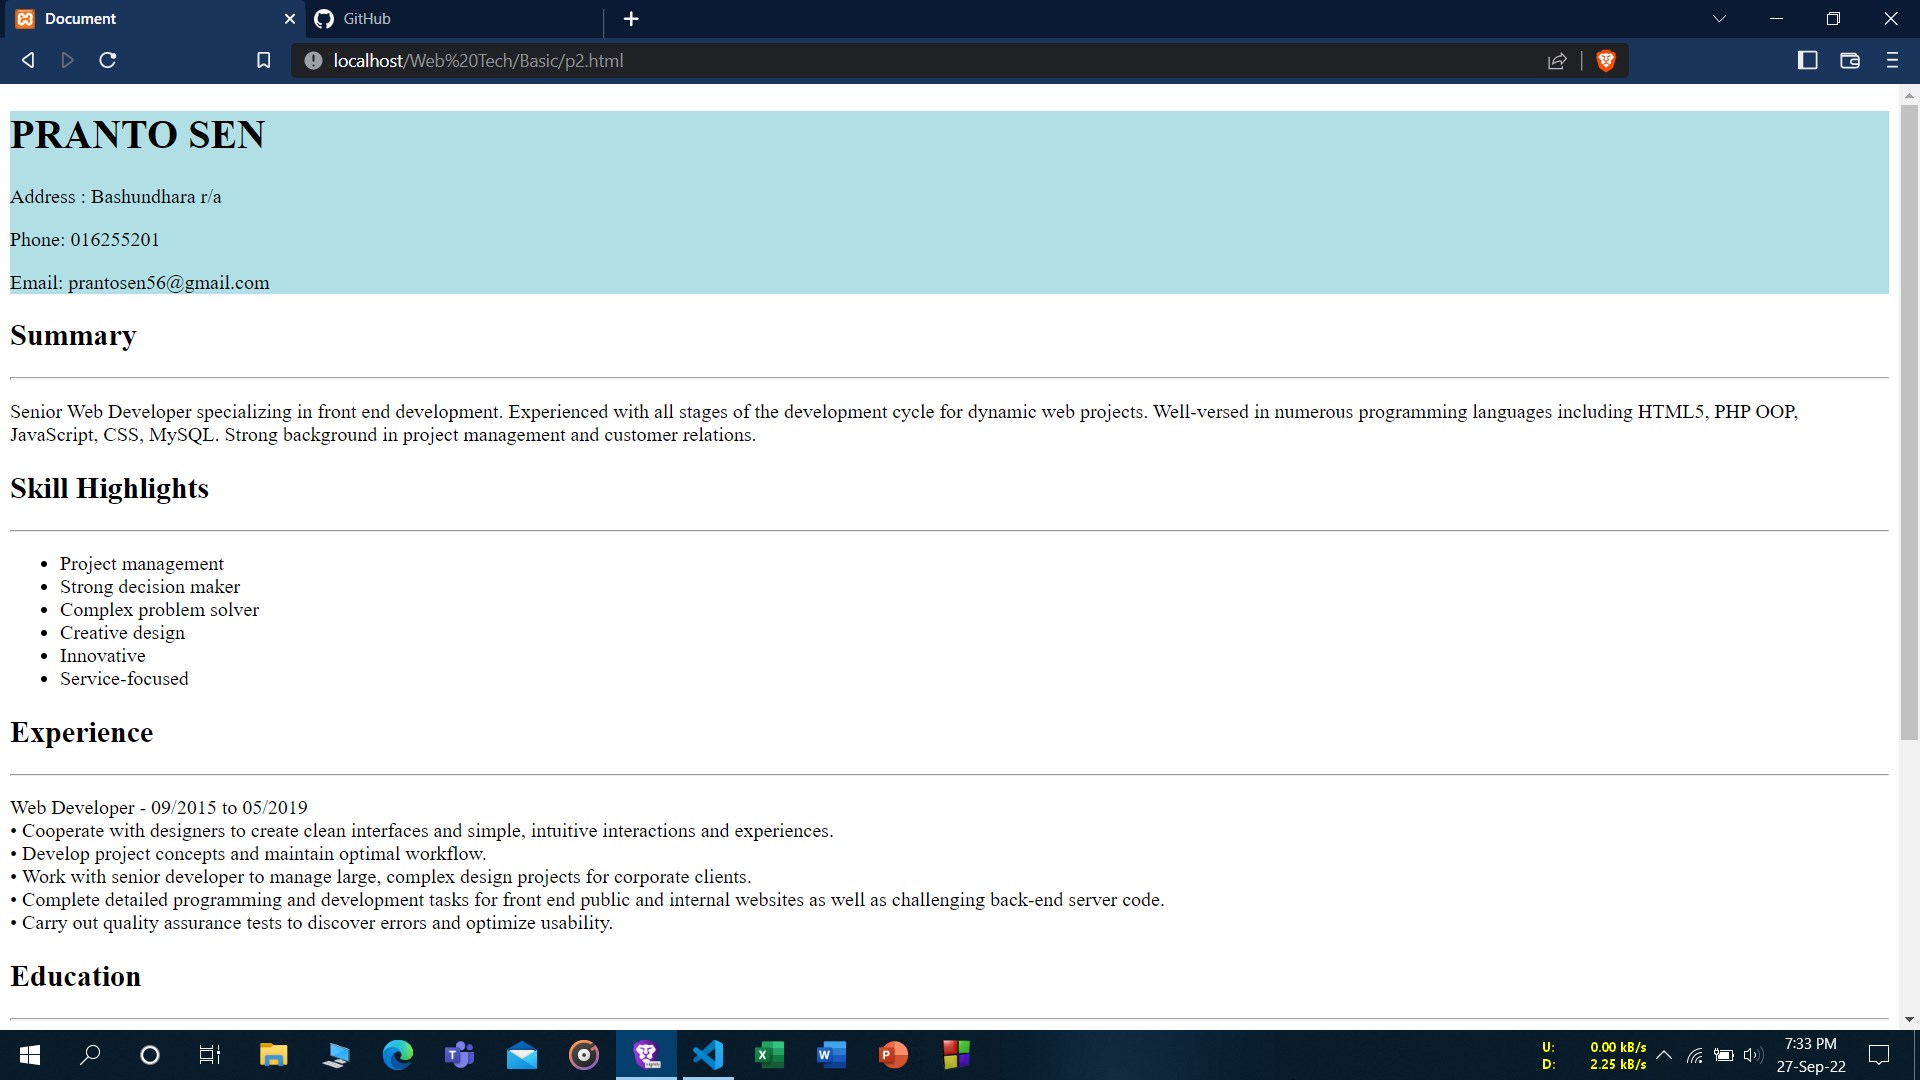 Document
GitHub
localhost/Web%20Tech/Basic/p2.html
PRANTO SEN
Address : Bashundhara r/a
Phone: 016255201
Email: prantosen56@gmail.com
Summary
Senior Web Developer specializing in front end development. Experienced with all stages of the development cycle for dynamic web projects. Well-versed in numerous programming languages including HTML5, PHP OOP,
JavaScript, CSS, MySQL. Strong background in project management and customer relations.
Skill Highlights
• Project management
• Strong decision maker
• Complex problem solver
• Creative design
• Innovative
• Service-focused
Experience
Web Developer - 09/2015 to 05/2019
• Cooperate with designers to create clean interfaces and simple, intuitive interactions and experiences.
• Develop project concepts and maintain optimal workflow.
• Work with senior developer to manage large, complex design projects for corporate clients.
• Complete detailed programming and development tasks for front end public and internal websites as well as challenging back-end server code.
• Carry out quality assurance tests to discover errors and optimize usability.
Education
U: 0.00 kB/s
D: 2.25 kB/s
7:33 PM
27-Sep-22